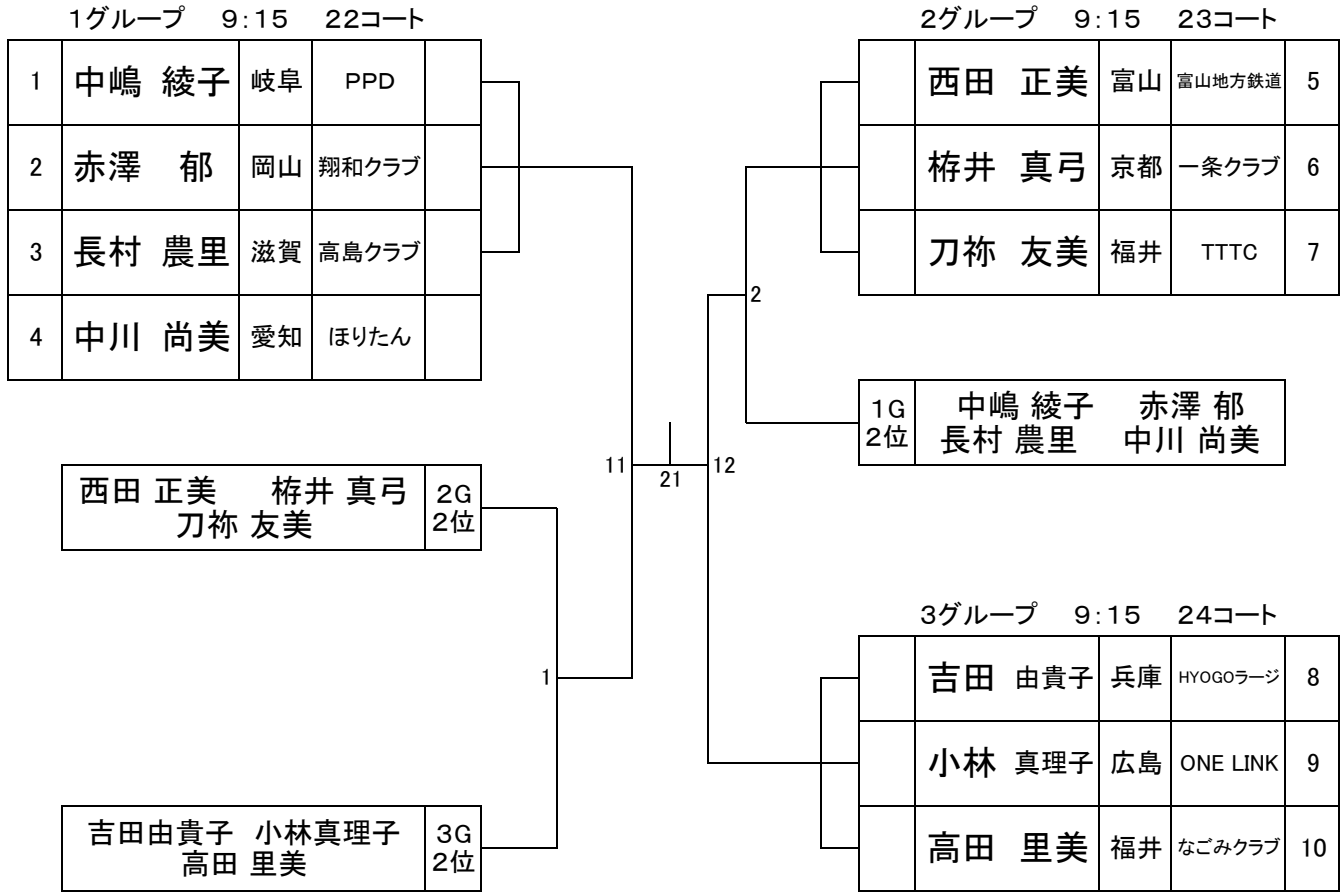 1グループ 9:15 22コート
1 中嶋 綾子 岐阜 PPD
2 赤澤 郁 岡山 翔和クラブ
3 長村 農里 滋賀 高島クラブ
4 中川 尚美 愛知 ほりたん
西田 正美 栫井 真弓 2G
刀祢 友美 2位
吉田由貴子 小林真理子 3G
高田 里美 2位
11
1
21
12
2
2グループ 9:15 23コート
西田 正美 富山 富山地方鉄道 5
栫井 真弓 京都 一条クラブ 6
刀祢 友美 福井 TTTC 7
1G 中嶋 綾子 赤澤 郁
2位 長村 農里 中川 尚美
3グループ 9:15 24コート
吉田 由貴子 兵庫 HYOGOラージ 8
小林 真理子 広島 ONE LINK 9
高田 里美 福井 なごみクラブ 10